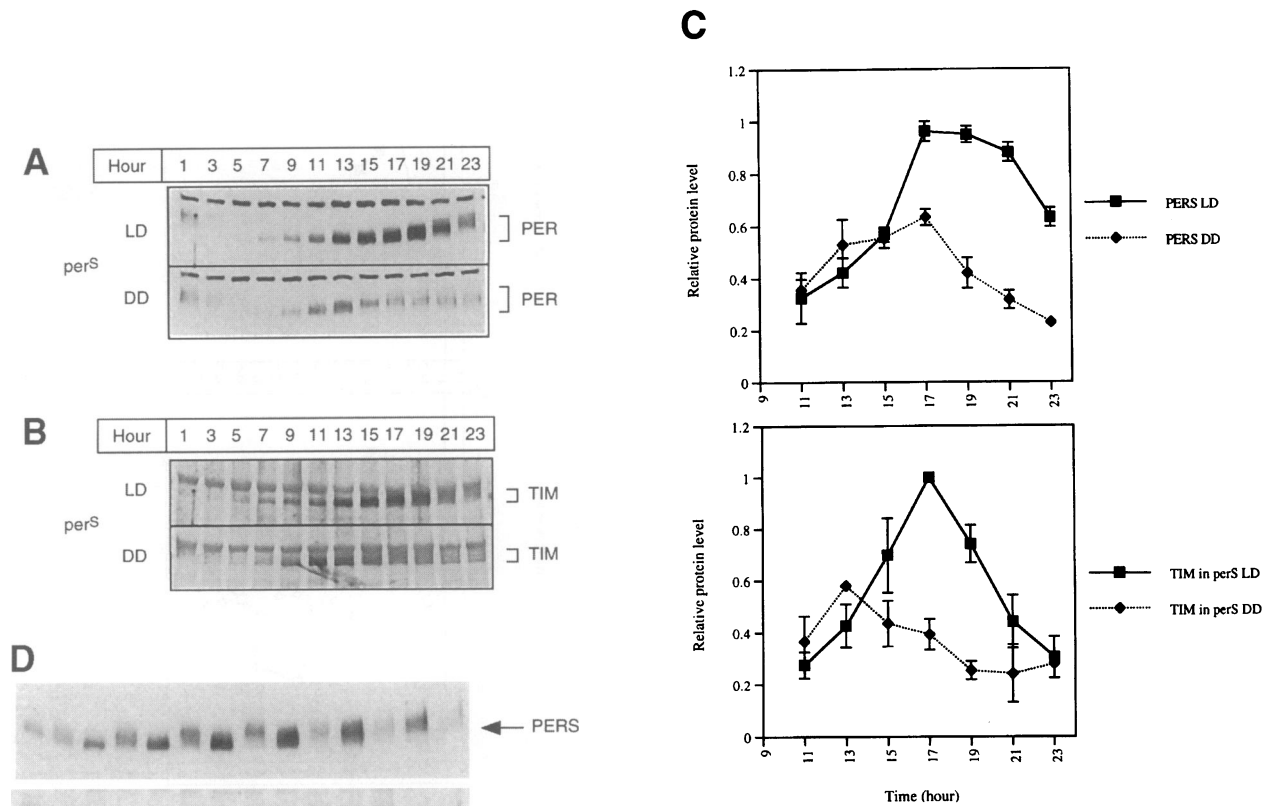 A
Hour 1 3 5 7 9 11 13 15 17 19 21 23
perS
LD
PER
DD
PER
B
Hour 1 3 5 7 9 11 13 15 17 19 21 23
perS
LD
TIM
DD
TIM
D
PERS
C
Relative protein level
1.2
1
0.8
0.6
0.4
0.2
0
9 11 13 15 17 19 21 23
PERS LD
PERS DD
Relative protein level
1.2
1
0.8
0.6
0.4
0.2
0
9 11 13 15 17 19 21 23
Time (hour)
TIM in perS LD
TIM in perS DD